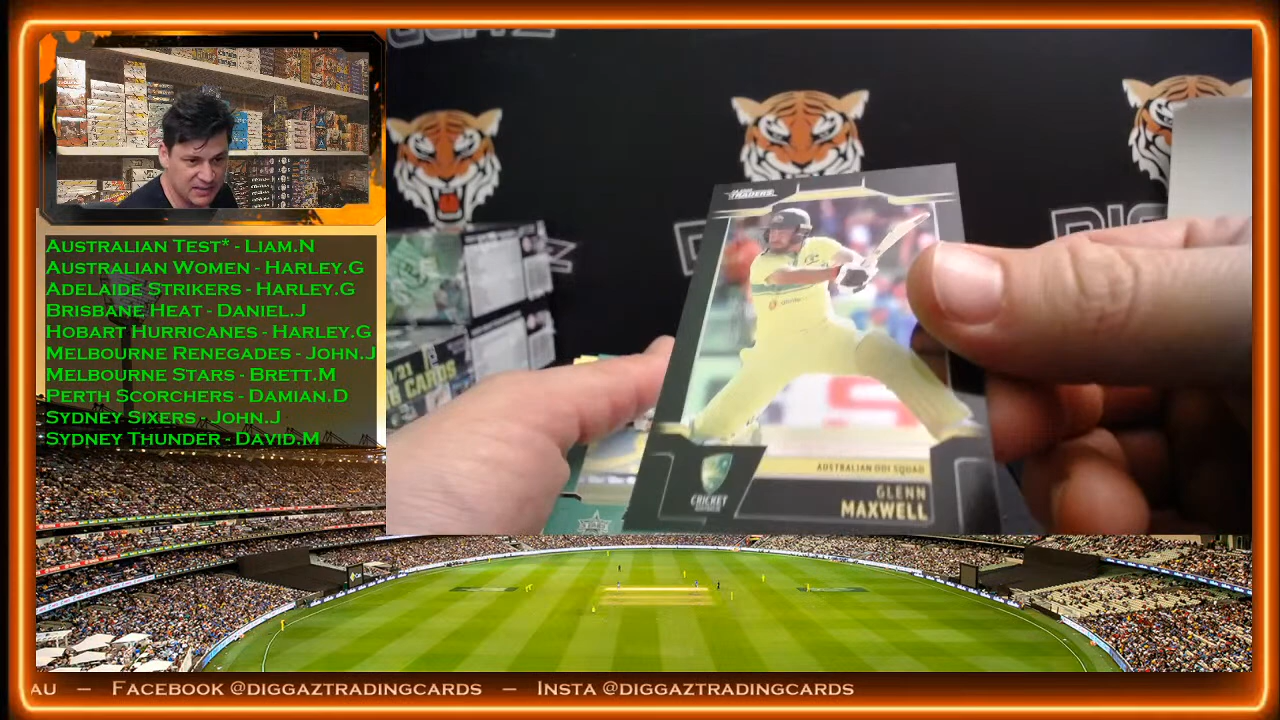 AUSTRALIAN TEST* - LIAM.N
AUSTRALIAN WOMEN - HARLEY.G
ADELAIDE STRIKERS - HARLEY.G
BRISBANE HEAT - DANIEL.J
HOBART HURRICANES - HARLEY.G
MELBOURNE RENEGADES - JOHN.J
MELBOURNE STARS - BRETT.M
PERTH SCORCHERS - DAMIAN.D
SYDNEY SIXERS - JOHN.J
SYDNEY THUNDER - DAVID.M
TRADERS
AUSTRALIAN ODI SQUAD
GLENN
MAXWELL
CRICKET
CARDS
AU — FACEBOOK @DIGGAZTRADINGCARDS — INSTA @DIGGAZTRADINGCARDS